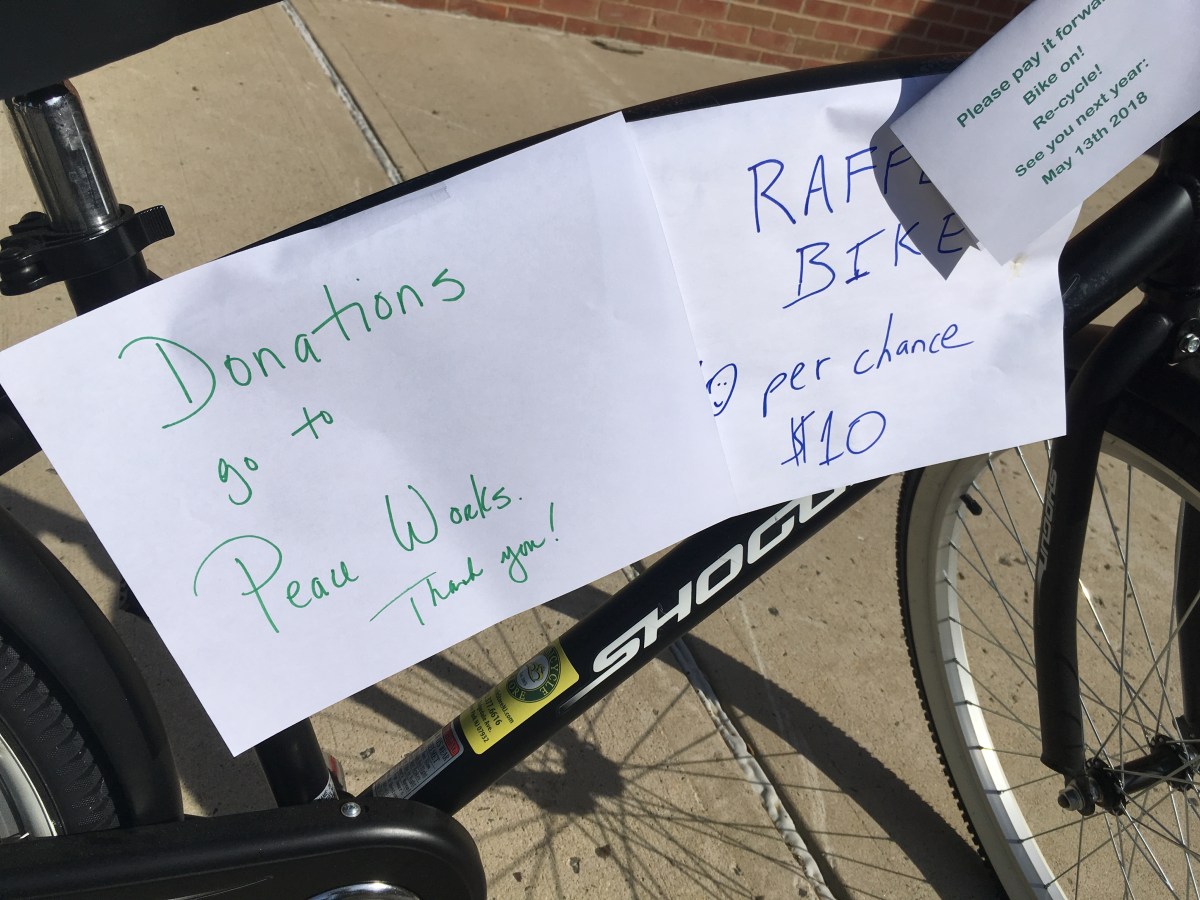 Donations
go to
Peace Works.
Thank you!
RAFF
BIKE
per chance
$10
Please pay it forwa
Bike on!
Re-cycle!
See you next year:
May 13th 2018
SHOGU